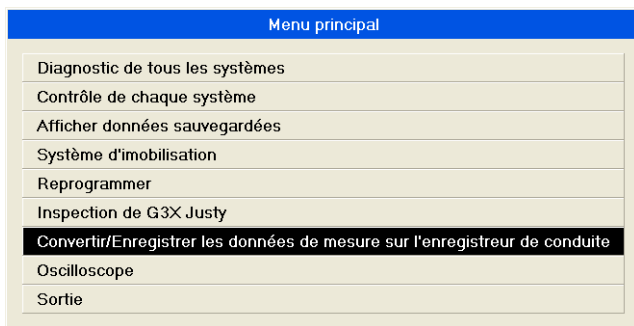 Menu principal
Diagnostic de tous les systèmes
Contrôle de chaque système
Afficher données sauvegardées
Système d'imobilisation
Reprogrammer
Inspection de G3X Justy
Convertir/Enregistrer les données de mesure sur l'enregistreur de conduite
Oscilloscope
Sortie